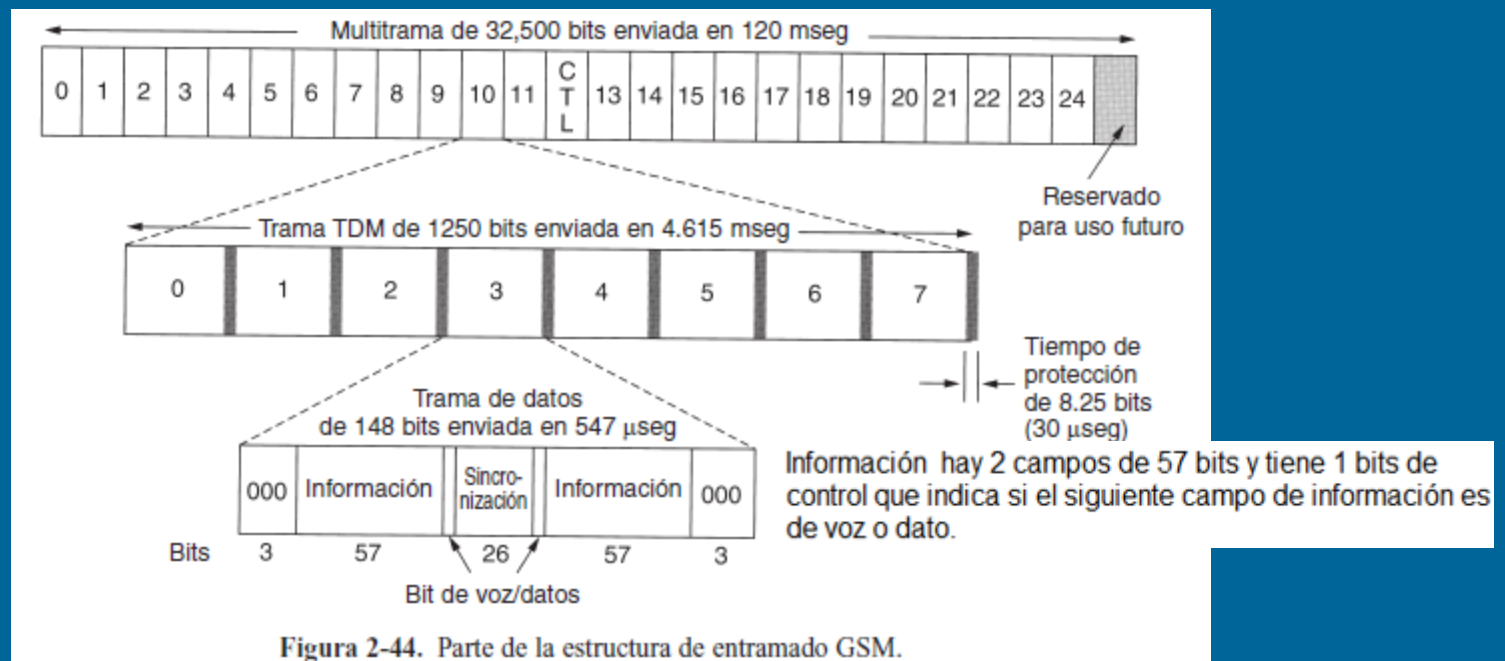 Multitrama de 32,500 bits enviada en 120 mseg
0 1 2 3 4 5 6 7 8 9 10 11 CTL 13 14 15 16 17 18 19 20 21 22 23 24
Reservado
para uso futuro
Trama TDM de 1250 bits enviada en 4.615 mseg
0 1 2 3 4 5 6 7
Tiempo de
protección
de 8.25 bits
(30 µseg)
Trama de datos
de 148 bits enviada en 547 µseg
000 Información Sincro-
nización Información 000
Bits 3 57 26 57 3
Bit de voz/datos
Información hay 2 campos de 57 bits y tiene 1 bits de
control que indica si el siguiente campo de información es
de voz o dato.
Figura 2-44. Parte de la estructura de entramado GSM.